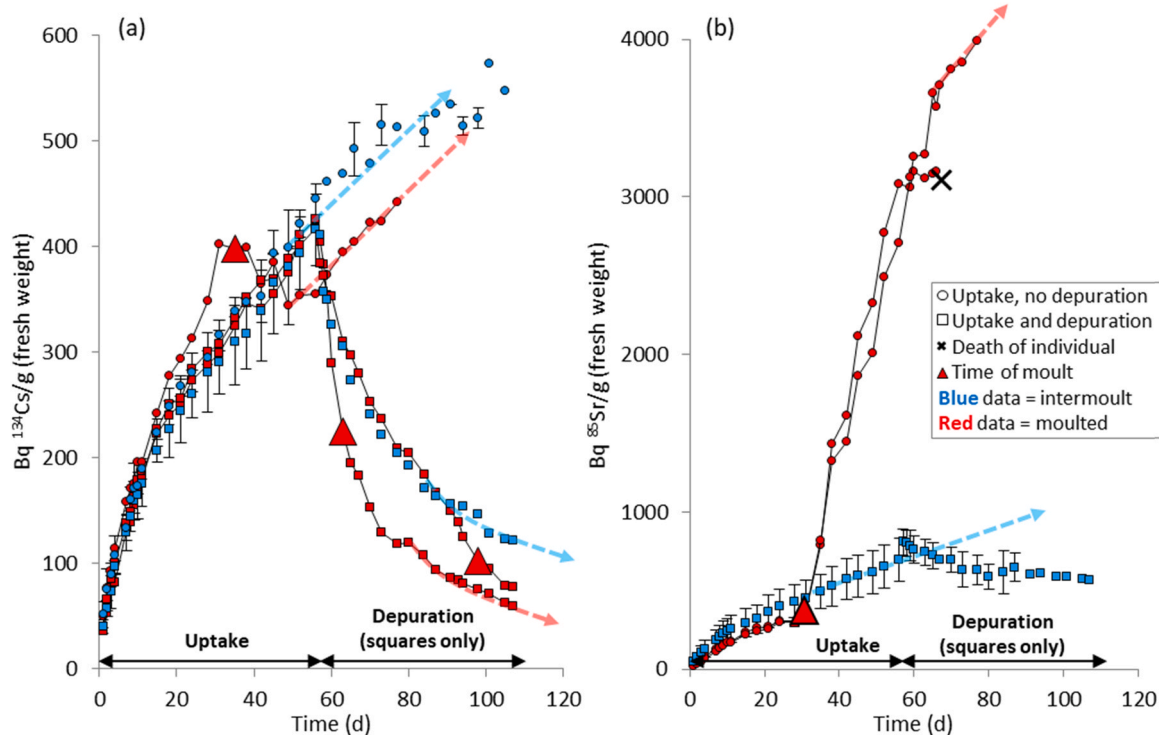 (a)
Bq ¹³⁴Cs/g (fresh weight)
600
500
400
300
200
100
0
Uptake
Depuration
(squares only)
0 20 40 60 80 100 120
Time (d)
(b)
Bq ⁸⁵Sr/g (fresh weight)
4000
3000
2000
1000
0
Uptake, no depuration
Uptake and depuration
Death of individual
Time of moult
Blue data = intermoult
Red data = moulted
Uptake
Depuration
(squares only)
0 20 40 60 80 100 120
Time (d)